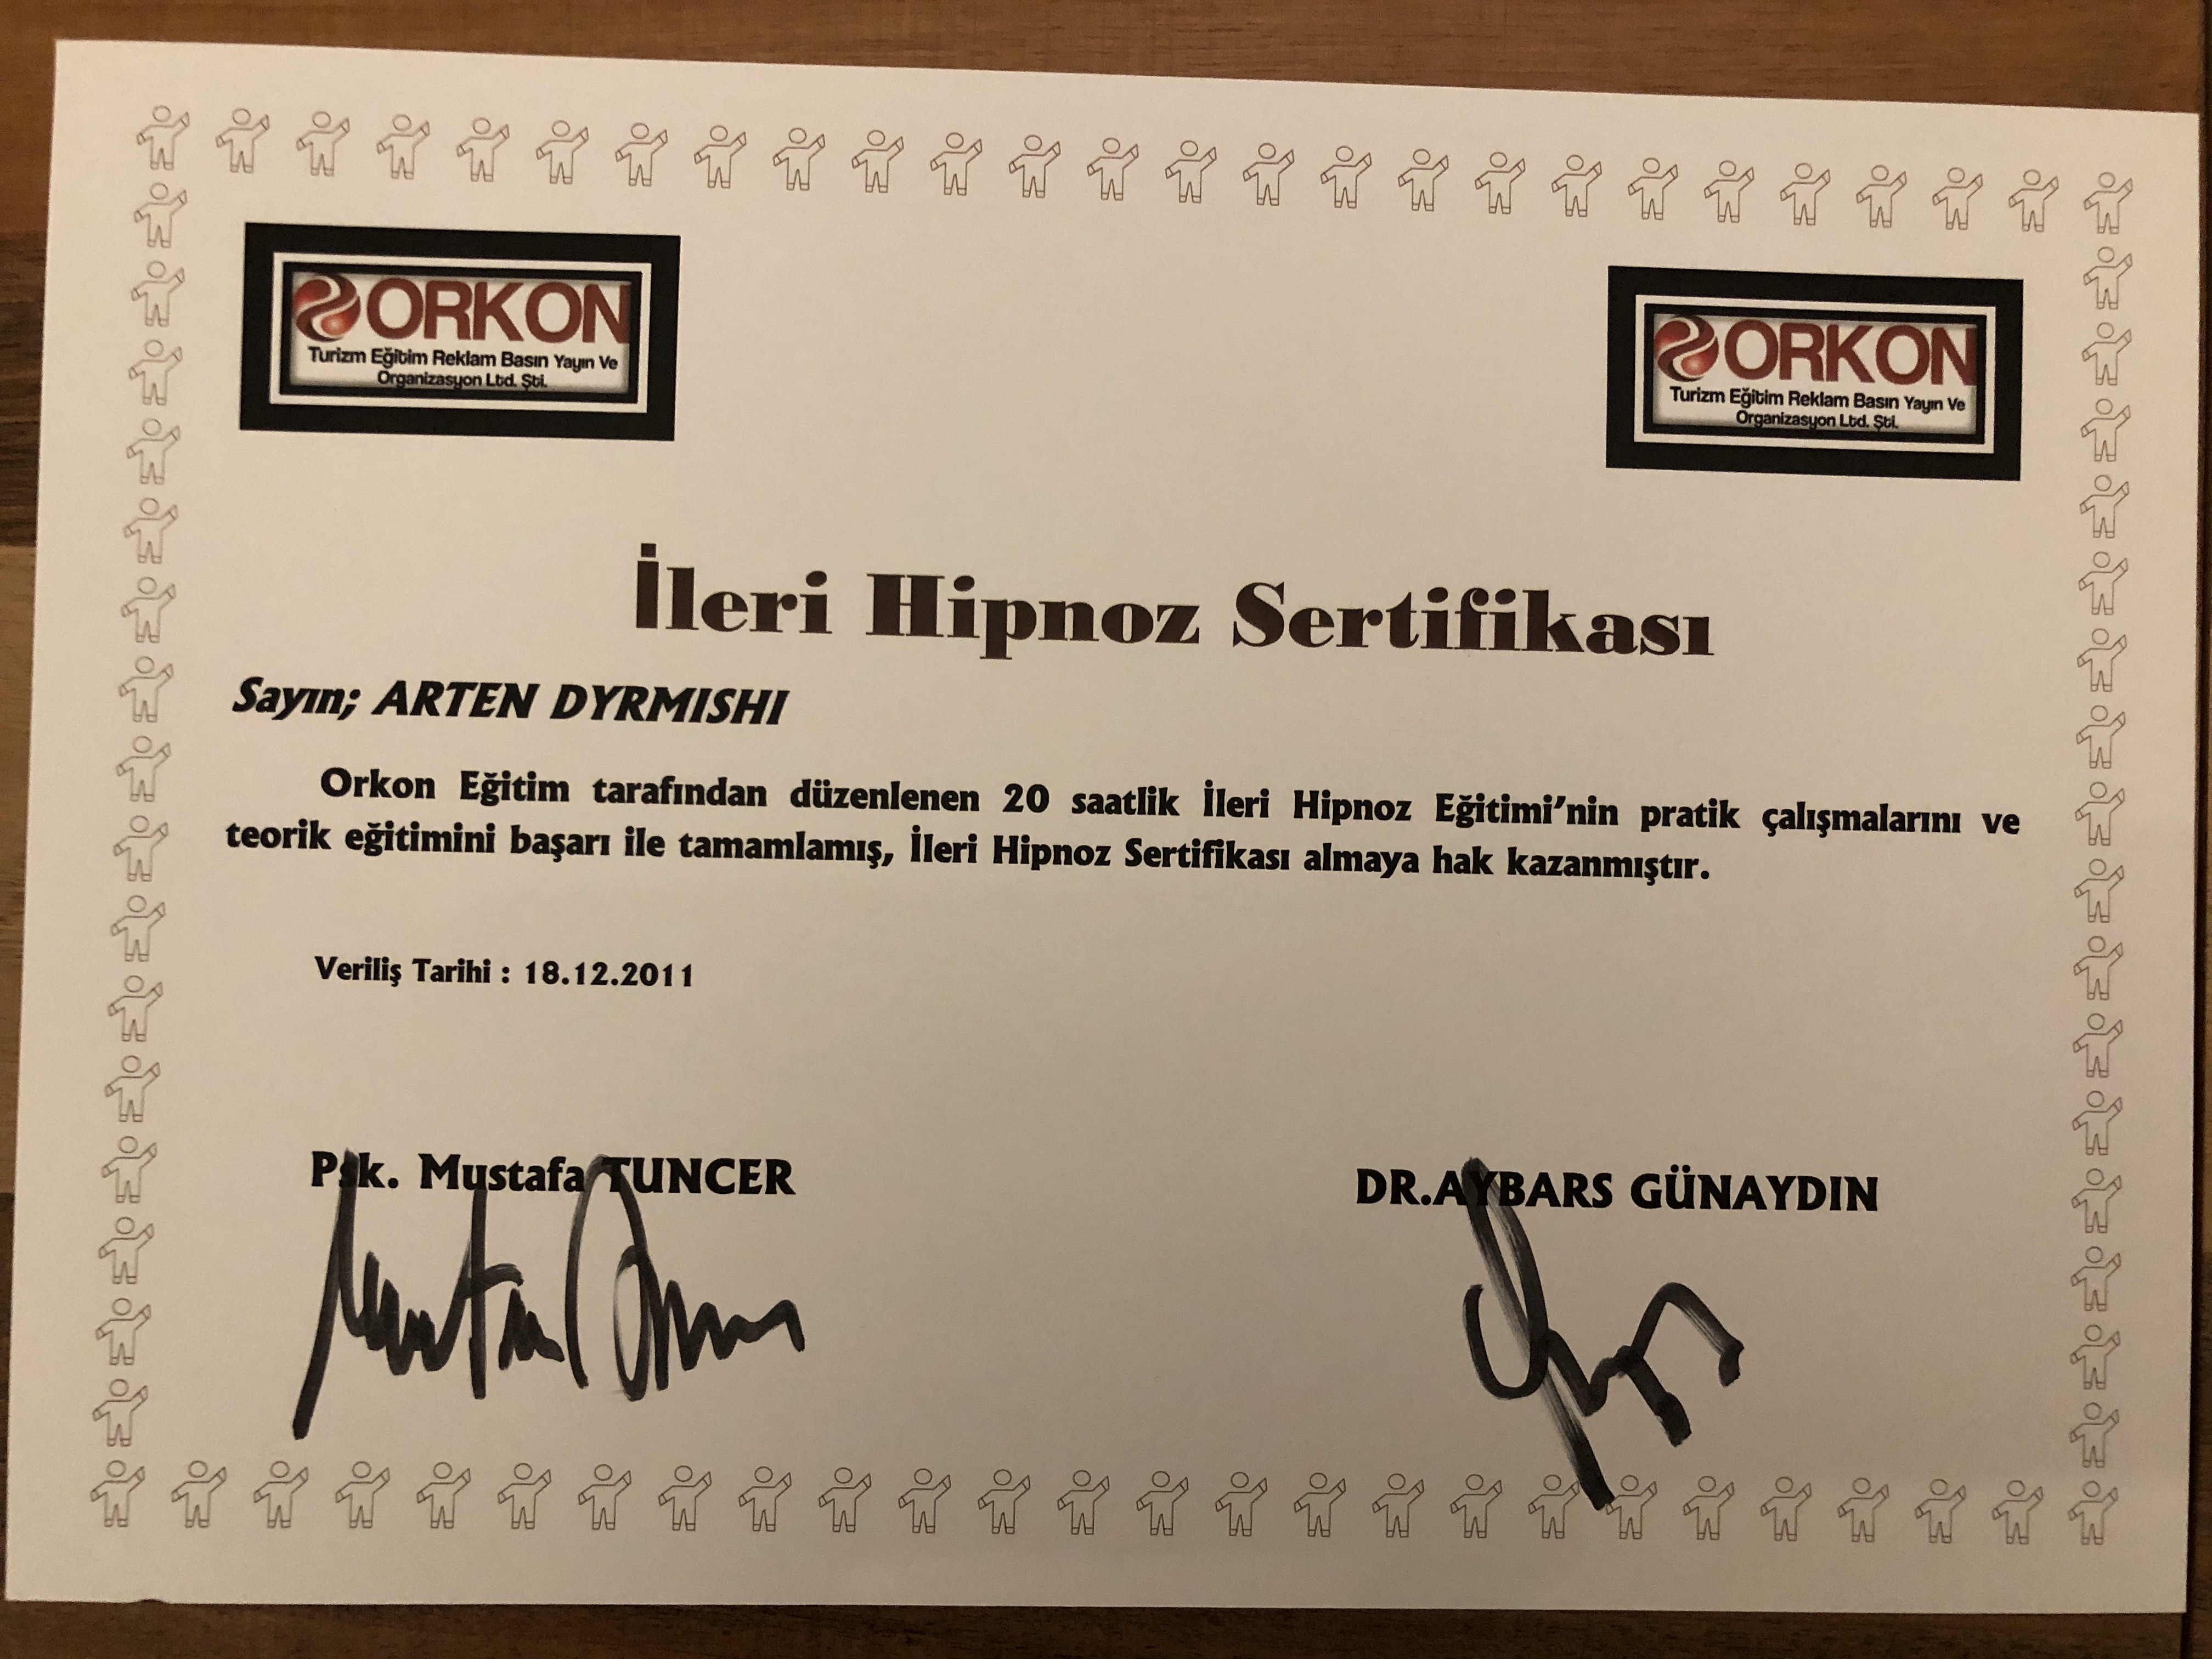 ORKON
Turizm Eğitim Reklam Basın Yayın Ve
Organizasyon Ltd. Şti.
ORKON
Turizm Eğitim Reklam Basın Yayın Ve
Organizasyon Ltd. Şti.
İleri Hipnoz Sertifikası
Sayın; ARTEN DYRMISHI
Orkon Eğitim tarafından düzenlenen 20 saatlik İleri Hipnoz Eğitimi'nin pratik çalışmalarını ve
teorik eğitimini başarı ile tamamlamış, İleri Hipnoz Sertifikası almaya hak kazanmıştır.
Veriliş Tarihi : 18.12.2011
Psk. Mustafa TUNCER
DR.AYBARS GÜNAYDIN